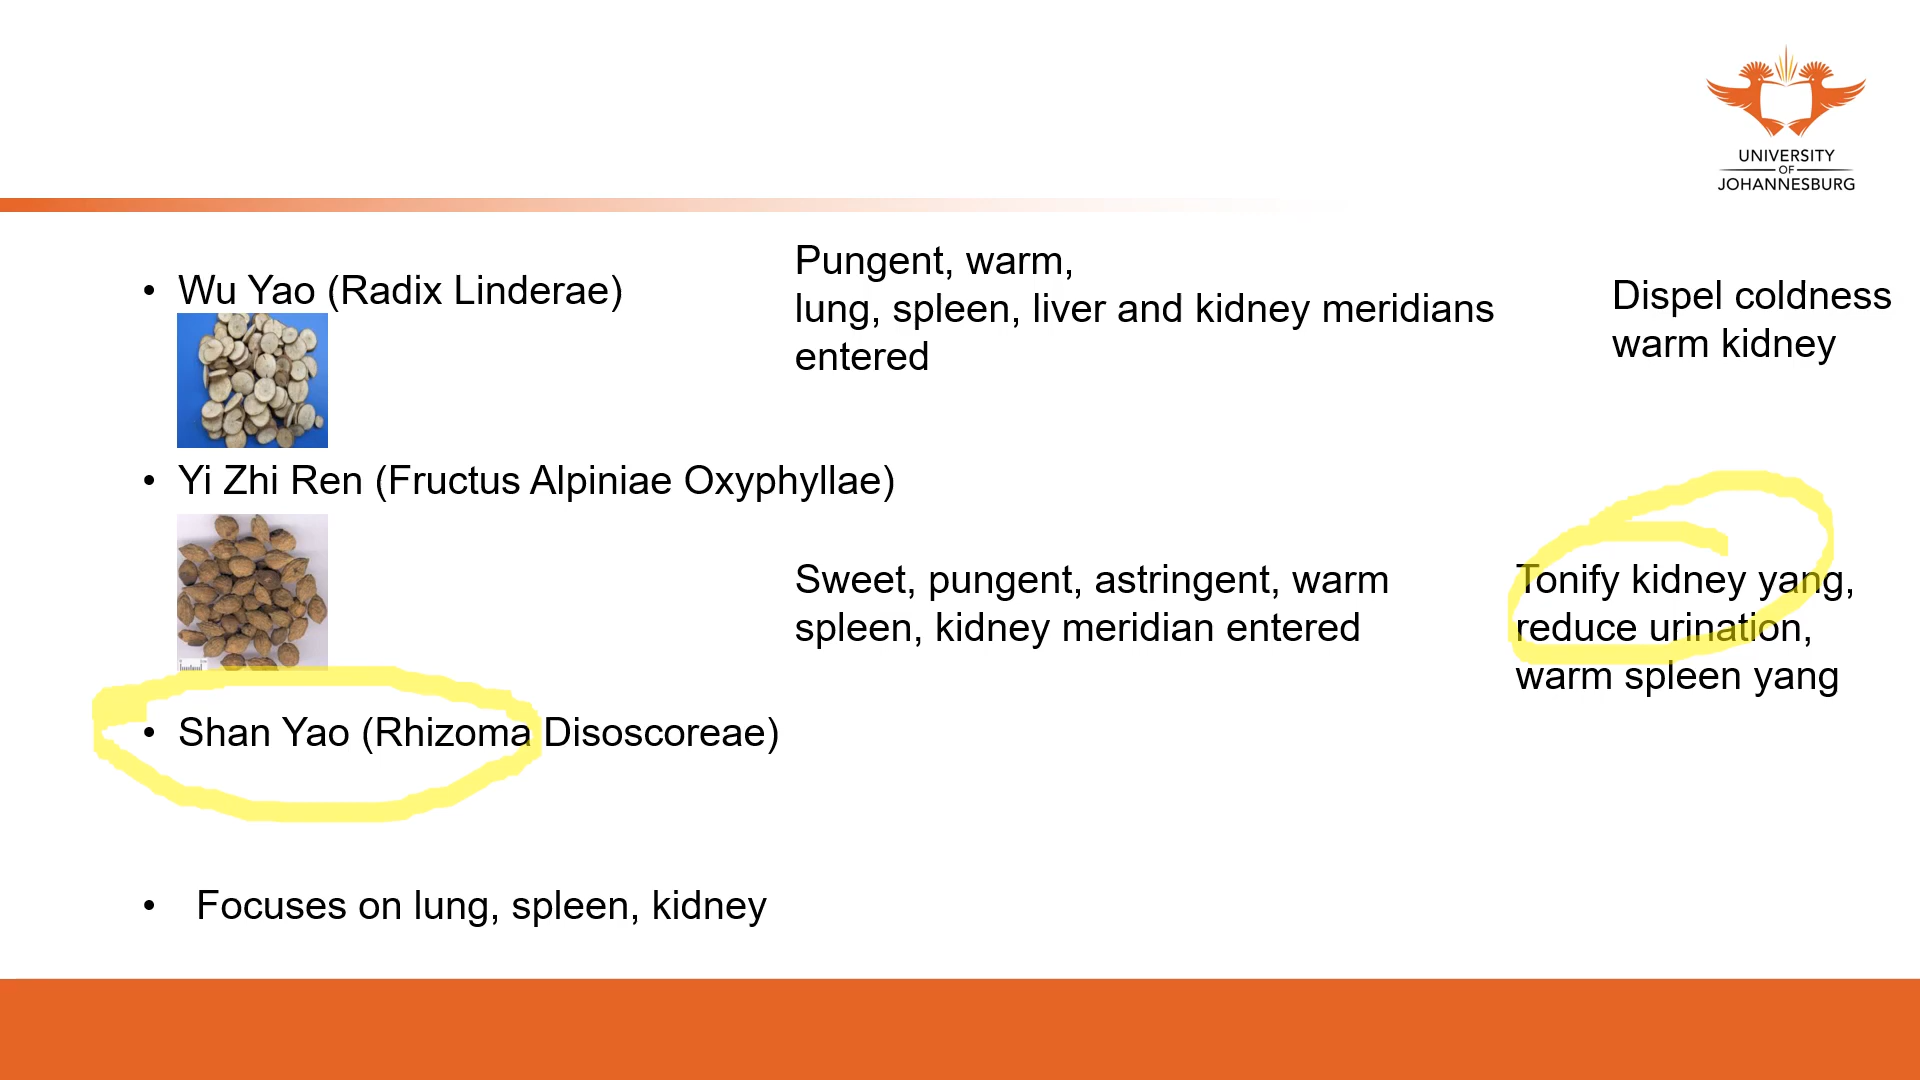 UNIVERSITY
OF
JOHANNESBURG
• Wu Yao (Radix Linderae)
Pungent, warm,
lung, spleen, liver and kidney meridians
entered
Dispel coldness
warm kidney
• Yi Zhi Ren (Fructus Alpiniae Oxyphyllae)
Sweet, pungent, astringent, warm
spleen, kidney meridian entered
Tonify kidney yang,
reduce urination,
warm spleen yang
• Shan Yao (Rhizoma Disoscoreae)
• Focuses on lung, spleen, kidney